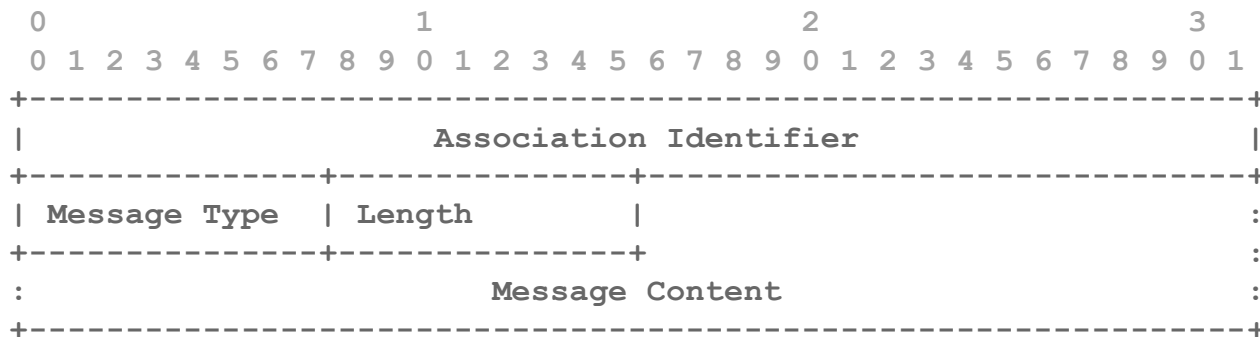 0                   1                   2                   3
0 1 2 3 4 5 6 7 8 9 0 1 2 3 4 5 6 7 8 9 0 1 2 3 4 5 6 7 8 9 0 1
+---------------------------------------------------------------+
|                     Association Identifier                    |
+---------------+---------------+-------------------------------+
| Message Type  | Length        |                               :
+---------------+---------------+                               :
:                        Message Content                        :
+---------------------------------------------------------------+